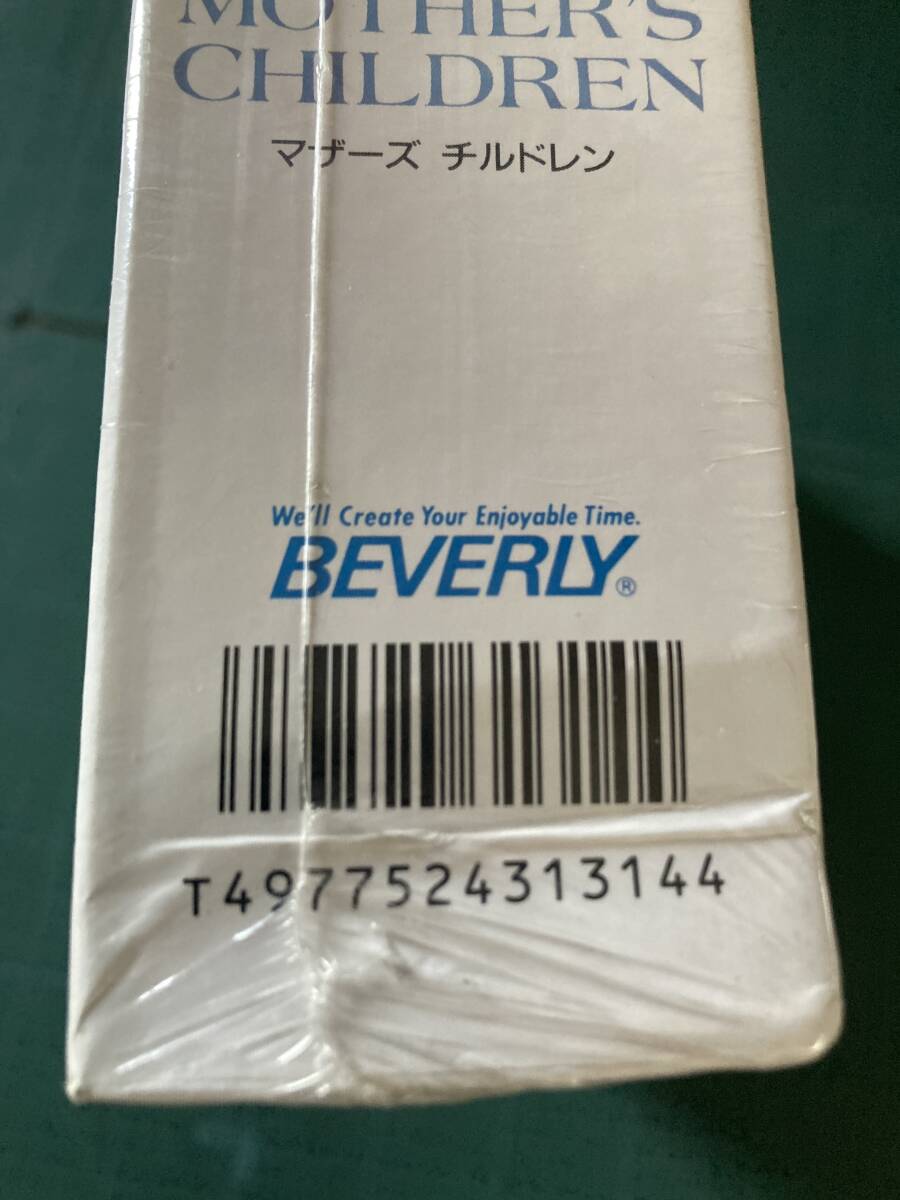 MOTHER'S
CHILDREN
マザーズ チルドレン
We'll Create Your Enjoyable Time.
BEVERLY®
T4977524313144